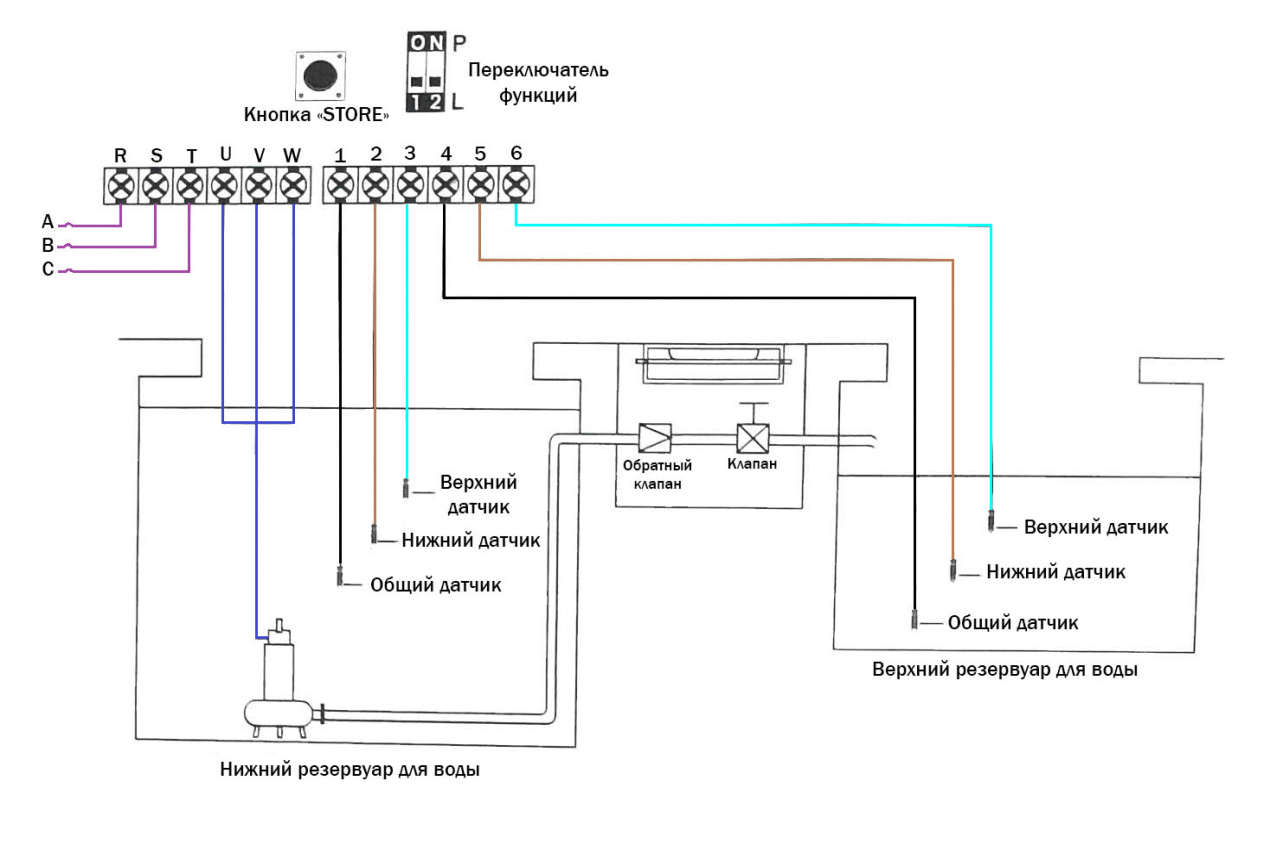 ON P
Переключатель
функций
1 2 L
Кнопка «STORE»
R S T U V W 1 2 3 4 5 6
A
B
C
Обратный
клапан
Клапан
Верхний
датчик
Нижний датчик
Общий датчик
Верхний датчик
Нижний датчик
Общий датчик
Верхний резервуар для воды
Нижний резервуар для воды